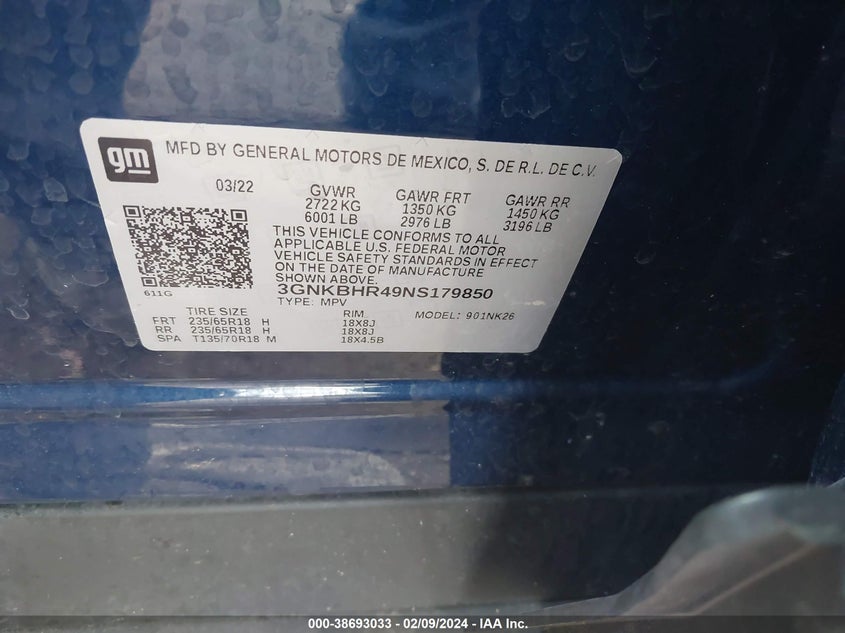 gm
MFD BY GENERAL MOTORS DE MEXICO, S. DE R.L. DE C.V.
03/22 GVWR GAWR FRT GAWR RR
2722 KG 1350 KG 1450 KG
6001 LB 2976 LB 3196 LB
THIS VEHICLE CONFORMS TO ALL
APPLICABLE U.S. FEDERAL MOTOR
VEHICLE SAFETY STANDARDS IN EFFECT
ON THE DATE OF MANUFACTURE
SHOWN ABOVE.
611G
3GNKBHR49NS179850
TYPE: MPV
TIRE SIZE RIM MODEL: 901NK26
FRT 235/65R18 H 18X8J
RR 235/65R18 H 18X8J
SPA T135/70R18 M 18X4.5B
000-38693033 - 02/09/2024 - IAA Inc.